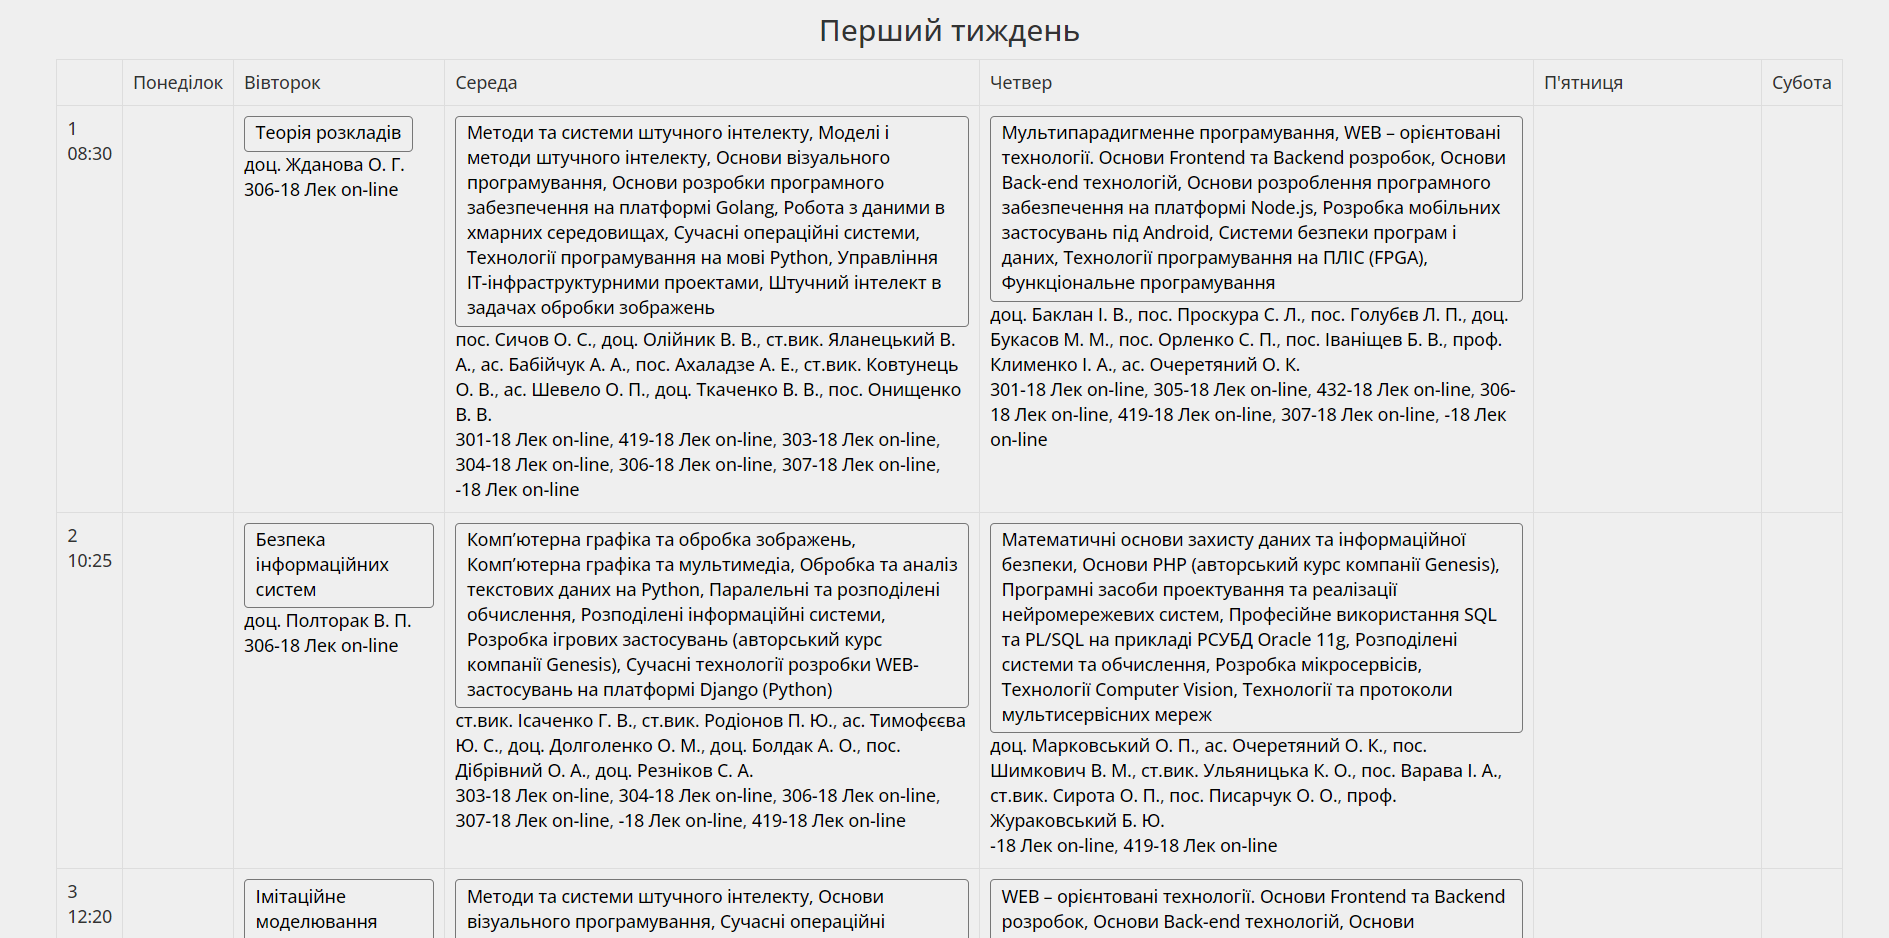 Перший тиждень
Понеділок
Вівторок
Середа
Четвер
П'ятниця
Субота
1
08:30
Теорія розкладів
доц. Жданова О. Г.
306-18 Лек on-line
Методи та системи штучного інтелекту, Моделі і
методи штучного інтелекту, Основи візуального
програмування, Основи розробки програмного
забезпечення на платформі Golang, Робота з даними в
хмарних середовищах, Сучасні операційні системи,
Технології програмування на мові Python, Управління
ІТ-інфраструктурними проектами, Штучний інтелект в
задачах обробки зображень
пос. Сичов О. С., доц. Олійник В. В., ст.вик. Яланецький В.
А., ас. Бабійчук А. А., пос. Ахаладзе А. Е., ст.вик. Ковтунець
О. В., ас. Шевело О. П., доц. Ткаченко В. В., пос. Онищенко
В. В.
301-18 Лек on-line, 419-18 Лек on-line, 303-18 Лек on-line,
304-18 Лек on-line, 306-18 Лек on-line, 307-18 Лек on-line,
-18 Лек on-line
Мультипарадигменне програмування, WEB – орієнтовані
технології. Основи Frontend та Backend розробок, Основи
Back-end технологій, Основи розроблення програмного
забезпечення на платформі Node.js, Розробка мобільних
застосувань під Android, Системи безпеки програм і
даних, Технології програмування на ПЛІС (FPGA),
Функціональне програмування
доц. Баклан І. В., пос. Проскура С. Л., пос. Голубєв Л. П., доц.
Букасов М. М., пос. Орленко С. П., пос. Іваніщев Б. В., проф.
Клименко І. А., ас. Очеретяний О. К.
301-18 Лек on-line, 305-18 Лек on-line, 432-18 Лек on-line, 306-
18 Лек on-line, 419-18 Лек on-line, 307-18 Лек on-line, -18 Лек
on-line
2
10:25
Безпека
інформаційних
систем
доц. Полторак В. П.
306-18 Лек on-line
Комп’ютерна графіка та обробка зображень,
Комп’ютерна графіка та мультимедіа, Обробка та аналіз
текстових даних на Python, Паралельні та розподілені
обчислення, Розподілені інформаційні системи,
Розробка ігрових застосувань (авторський курс
компанії Genesis), Сучасні технології розробки WEB-
застосувань на платформі Django (Python)
ст.вик. Ісаченко Г. В., ст.вик. Родіонов П. Ю., ас. Тимофєєва
Ю. С., доц. Долголенко О. М., доц. Болдак А. О., пос.
Дібрівний О. А., доц. Резніков С. А.
303-18 Лек on-line, 304-18 Лек on-line, 306-18 Лек on-line,
307-18 Лек on-line, -18 Лек on-line, 419-18 Лек on-line
Математичні основи захисту даних та інформаційної
безпеки, Основи PHP (авторський курс компанії Genesis),
Програмні засоби проектування та реалізації
нейромережевих систем, Професійне використання SQL
та PL/SQL на прикладі РСУБД Oracle 11g, Розподілені
системи та обчислення, Розробка мікросервісів,
Технології Computer Vision, Технології та протоколи
мультисервісних мереж
доц. Марковський О. П., ас. Очеретяний О. К., пос.
Шимкович В. М., ст.вик. Ульяницька К. О., пос. Варава І. А.,
ст.вик. Сирота О. П., пос. Писарчук О. О., проф.
Жураковський Б. Ю.
-18 Лек on-line, 419-18 Лек on-line
3
12:20
Імітаційне
моделювання
Методи та системи штучного інтелекту, Основи
візуального програмування, Сучасні операційні
WEB – орієнтовані технології. Основи Frontend та Backend
розробок, Основи Back-end технологій, Основи